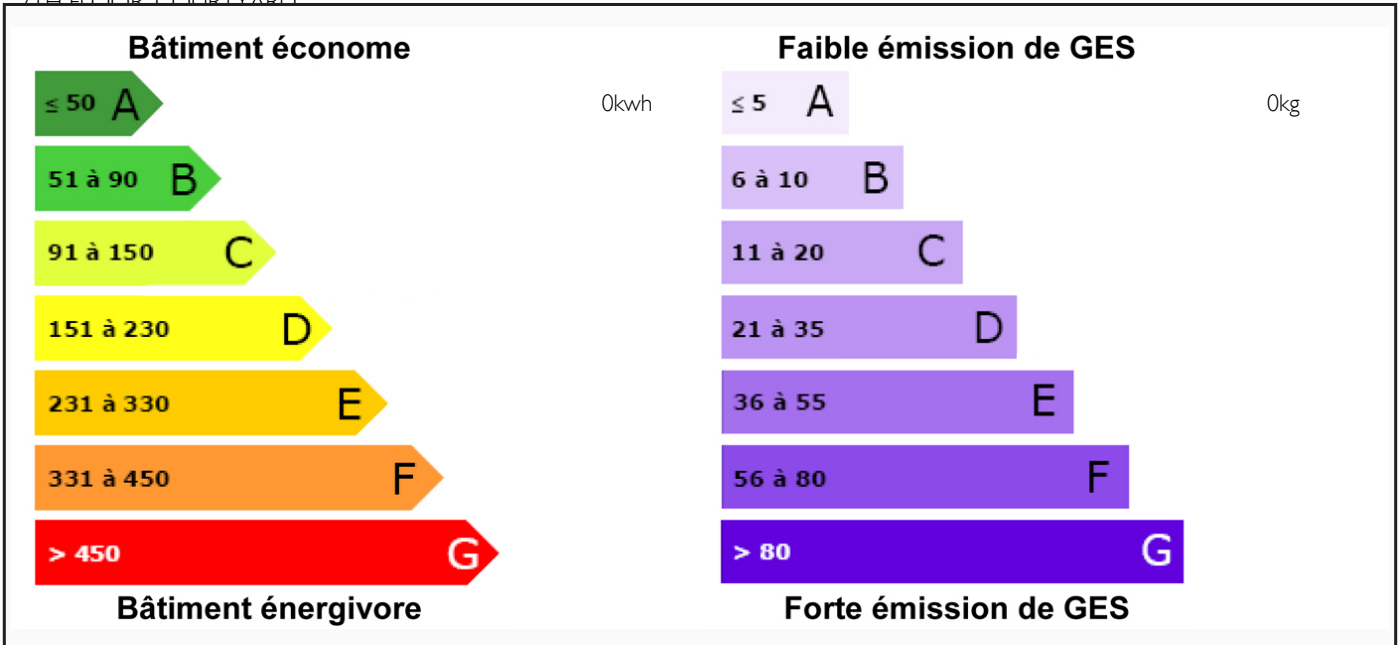 Bâtiment économe
≤ 50 A 0kwh
51 à 90 B
91 à 150 C
151 à 230 D
231 à 330 E
331 à 450 F
> 450 G
Bâtiment énergivore
Faible émission de GES
≤ 5 A 0kg
6 à 10 B
11 à 20 C
21 à 35 D
36 à 55 E
56 à 80 F
> 80 G
Forte émission de GES